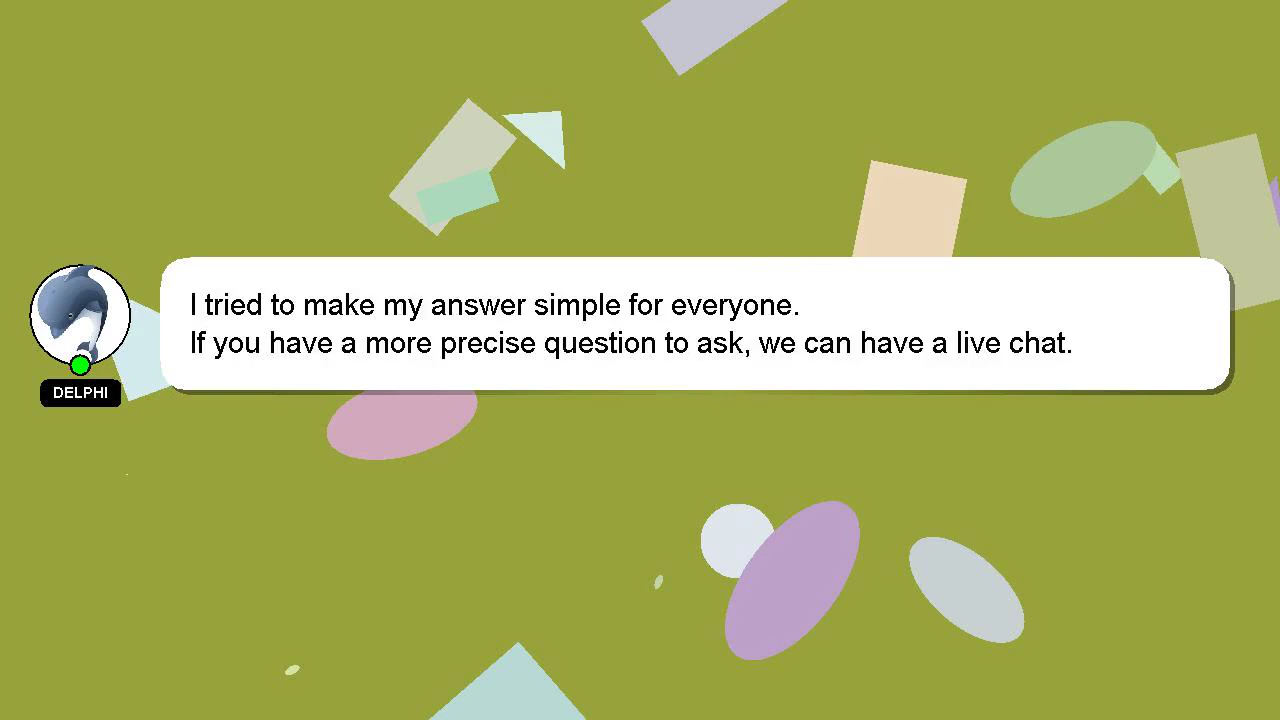 I tried to make my answer simple for everyone.
If you have a more precise question to ask, we can have a live chat.
DELPHI